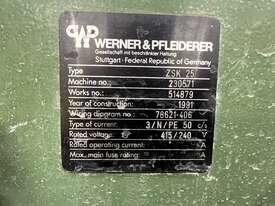 WP WERNER & PFLEIDERER
Gesellschaft mit beschränkter Haftung
Stuttgart · Federal Republic of Germany
Type ZSK 25
Machine no.: 230571
Works no.: 514879
Year of construction: 1991
Wiring diagram no.: 78621-406
Type of current: 3/N/PE 50 c/s
Rated voltage: 415/240 V
Rated operating current: A
Max. main fuse rating: A